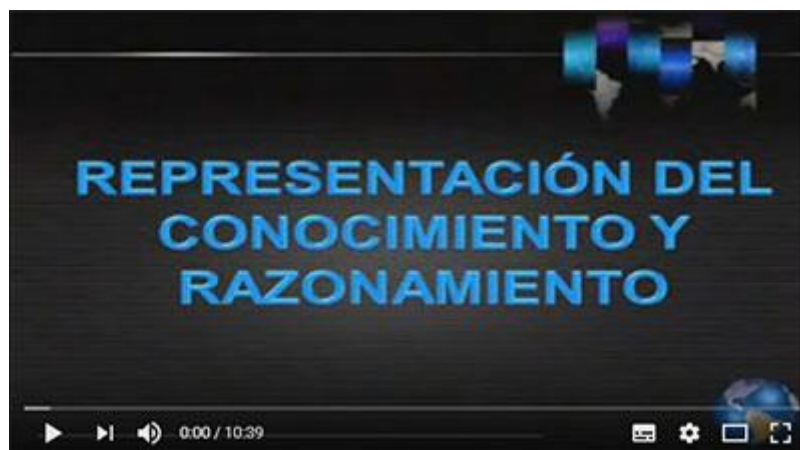 REPRESENTACIÓN DEL
CONOCIMIENTO Y
RAZONAMIENTO
0:00 / 10:39